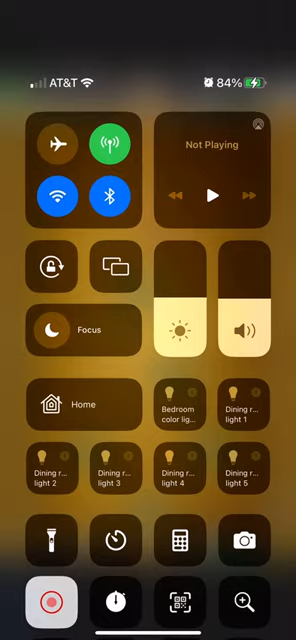 AT&T 84%
Not Playing
Focus
Home
Bedroom
color lig...
Dining r...
light 1
Dining r...
light 2
Dining r...
light 3
Dining r...
light 4
Dining r...
light 5